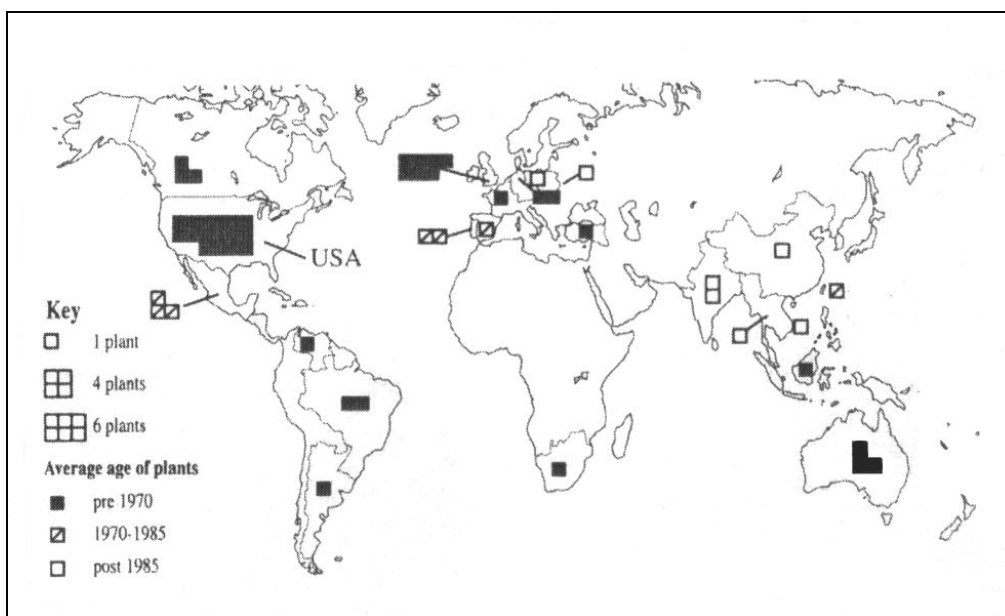 USA
Key
1 plant
4 plants
6 plants
Average age of plants
pre 1970
1970-1985
post 1985